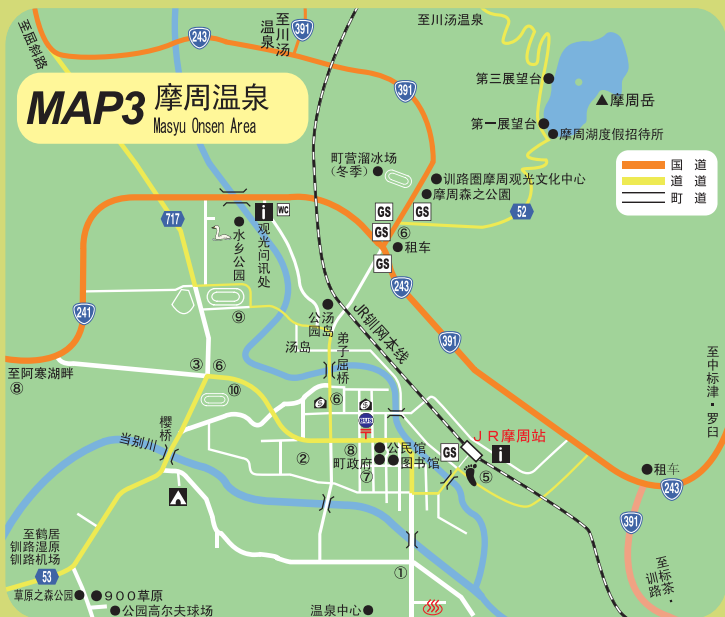 至屈斜路
243
至川汤
温泉
391
至川汤温泉
MAP3 摩周温泉
Masyu Onsen Area
391
第三展望台
▲摩周岳
第一展望台
摩周湖度假招待所
町营溜冰场
(冬季)
训路圏摩周观光文化中心
摩周森之公園
国道
道道
町道
717
水乡公园
i
WC
观光问讯处
GS
GS
GS
⑥
租车
GS
52
243
241
⑨
公园
汤岛
汤岛
弟子屈桥
JR钏网本线
391
至阿寒湖畔
⑧
③
⑥
⑩
⑥
至中标津・罗臼
樱桥
当别川
②
⑧
公民馆
町政府
图书馆
⑦
GS
JR摩周站
i
⑤
租车
243
391
至鹤居
钏路湿原
钏路机场
53
草原之森公园
900草原
公园高尔夫球场
①
温泉中心
至标茶・
训路